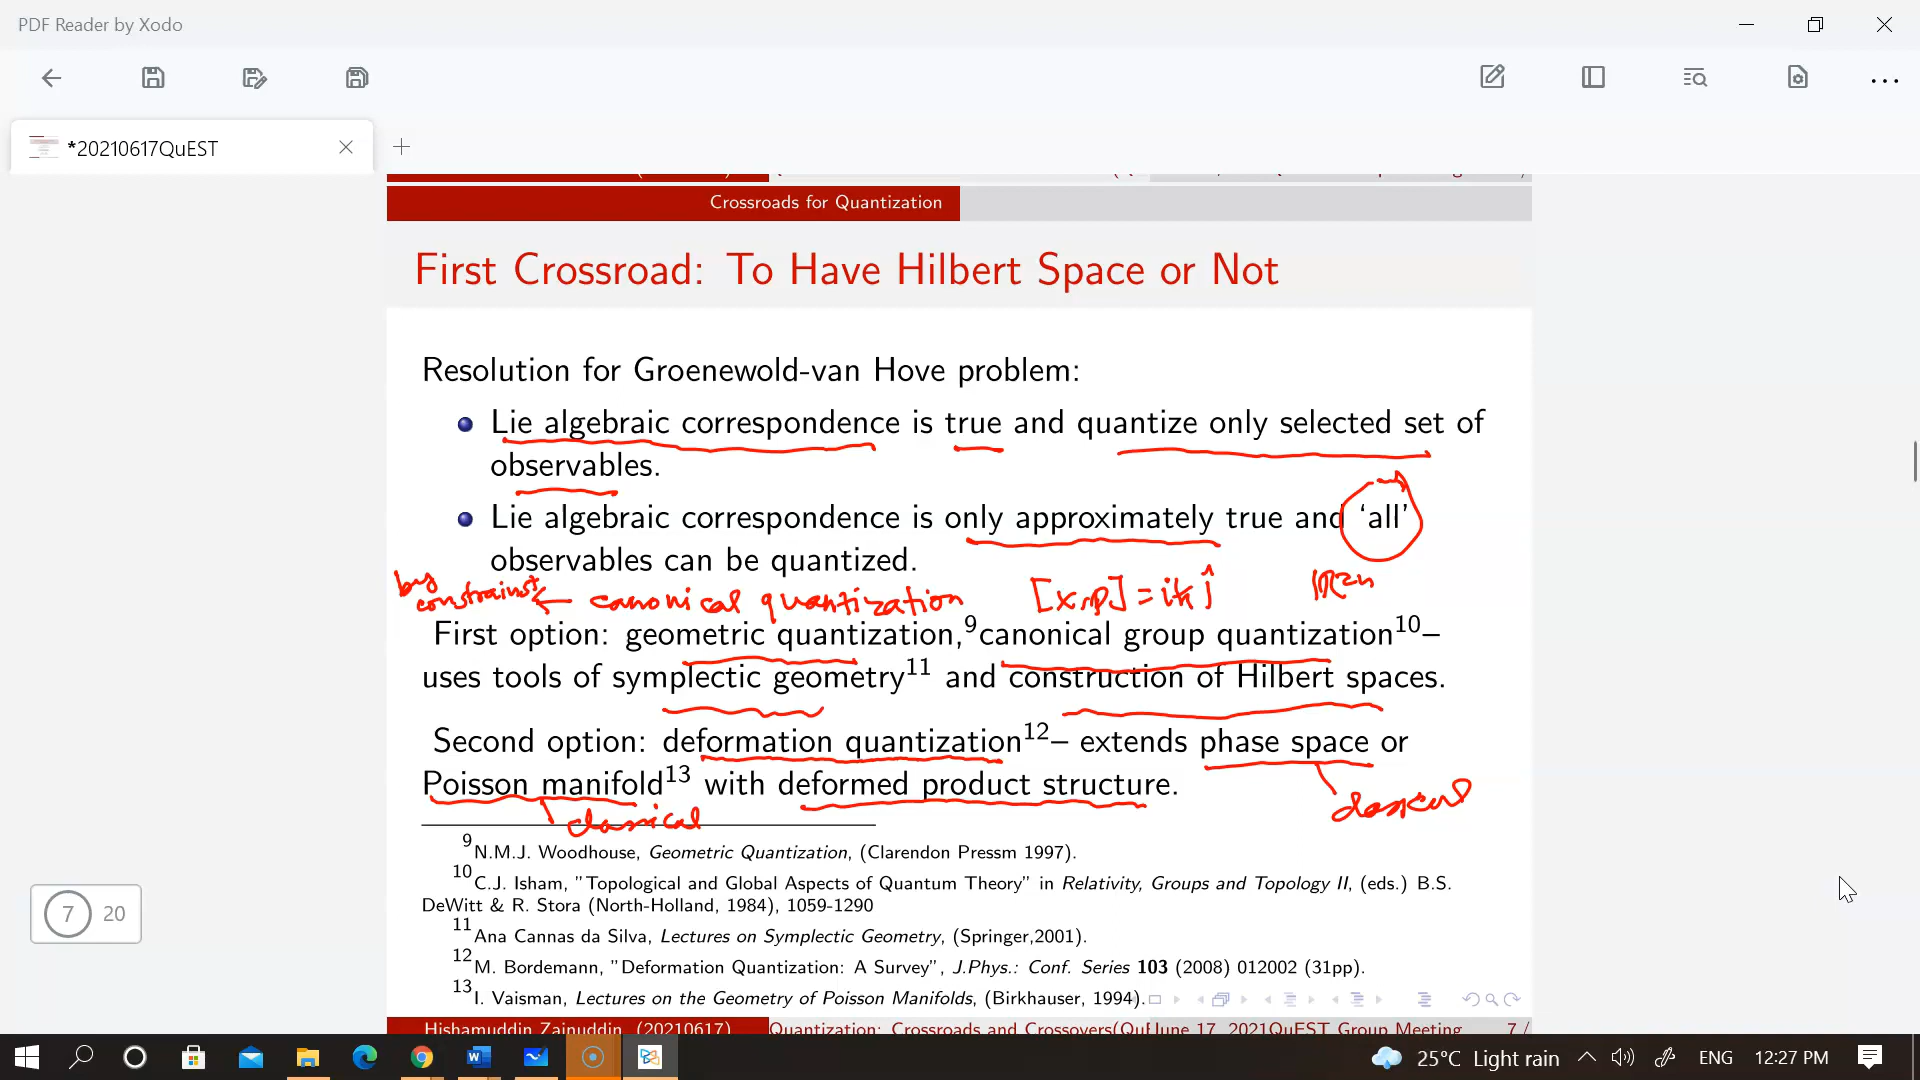 PDF Reader by Xodo
*20210617QuEST
Crossroads for Quantization
First Crossroad: To Have Hilbert Space or Not
Resolution for Groenewold-van Hove problem:
Lie algebraic correspondence is true and quantize only selected set of
observables.
Lie algebraic correspondence is only approximately true and ‘all’
observables can be quantized.
by
constraints ← canonical quantization [x,p] = iħ 1̂ ℝ2n
First option: geometric quantization,9canonical group quantization10–
uses tools of symplectic geometry11 and construction of Hilbert spaces.
Second option: deformation quantization12– extends phase space or
Poisson manifold13 with deformed product structure.
classical classical
9N.M.J. Woodhouse, Geometric Quantization, (Clarendon Pressm 1997).
10C.J. Isham, "Topological and Global Aspects of Quantum Theory" in Relativity, Groups and Topology II, (eds.) B.S.
DeWitt & R. Stora (North-Holland, 1984), 1059-1290
11Ana Cannas da Silva, Lectures on Symplectic Geometry, (Springer,2001).
12M. Bordemann, "Deformation Quantization: A Survey", J.Phys.: Conf. Series 103 (2008) 012002 (31pp).
13I. Vaisman, Lectures on the Geometry of Poisson Manifolds, (Birkhauser, 1994).
7 20
Hishamuddin Zainuddin (20210617) Quantization: Crossroads and Crossovers(Qu June 17, 2021QuEST Group Meeting 7 /
25°C Light rain ENG 12:27 PM